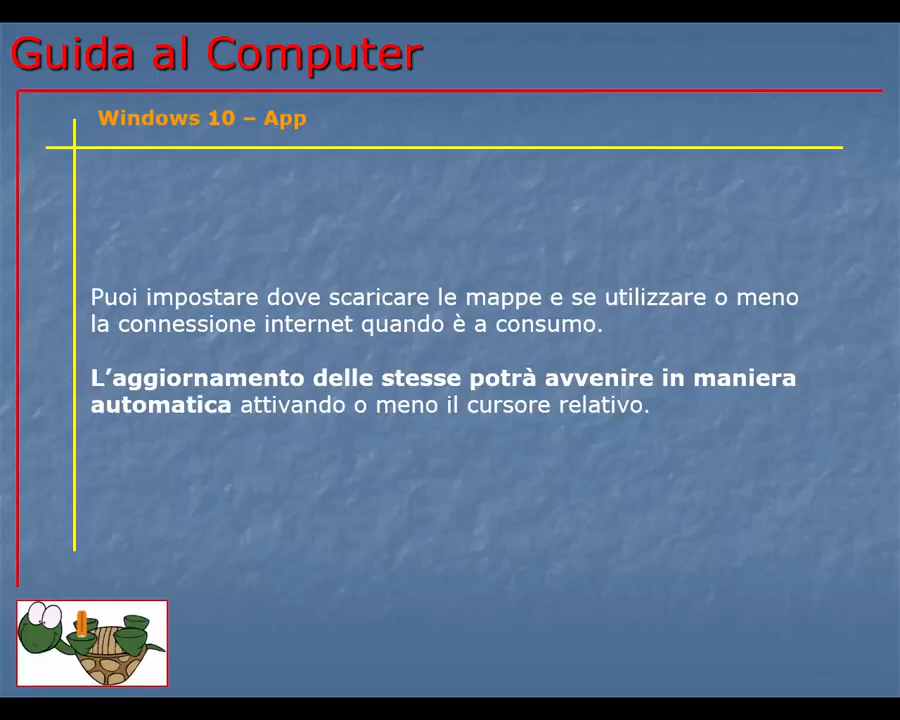 Guida al Computer
Windows 10 – App
Puoi impostare dove scaricare le mappe e se utilizzare o meno
la connessione internet quando è a consumo.
L’aggiornamento delle stesse potrà avvenire in maniera
automatica attivando o meno il cursore relativo.